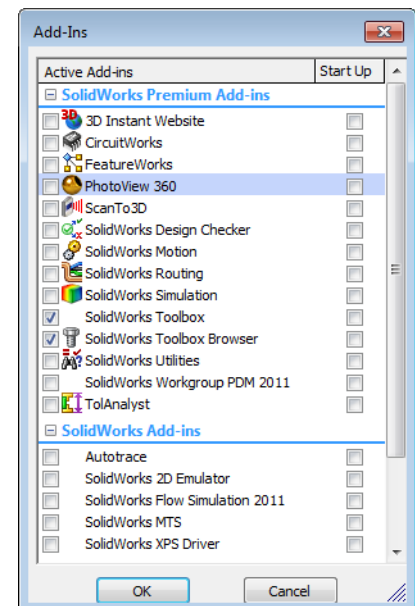 Add-Ins
Active Add-ins Start Up
SolidWorks Premium Add-ins
3D Instant Website
CircuitWorks
FeatureWorks
PhotoView 360
ScanTo3D
SolidWorks Design Checker
SolidWorks Motion
SolidWorks Routing
SolidWorks Simulation
SolidWorks Toolbox
SolidWorks Toolbox Browser
SolidWorks Utilities
SolidWorks Workgroup PDM 2011
TolAnalyst
SolidWorks Add-ins
Autotrace
SolidWorks 2D Emulator
SolidWorks Flow Simulation 2011
SolidWorks MTS
SolidWorks XPS Driver
OK Cancel